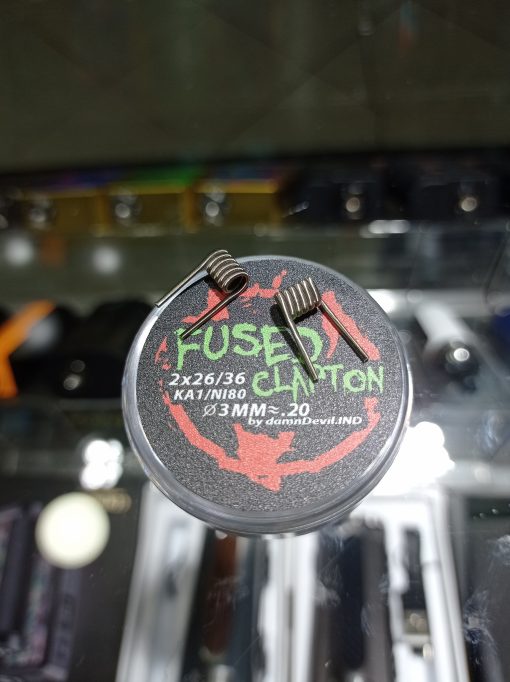 FUSED
CLAPTON
2x26/36
KA1/NI80
Ø3MM≈.20
by damnDevil.IND